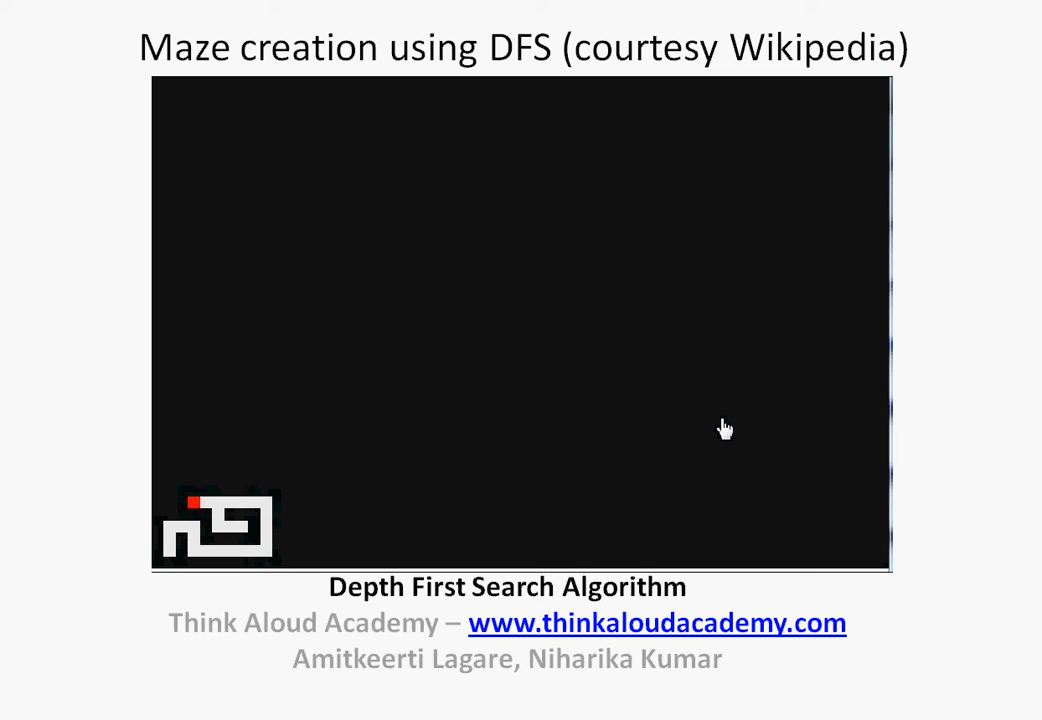 Maze creation using DFS (courtesy Wikipedia)
Depth First Search Algorithm
Think Aloud Academy – www.thinkaloudacademy.com
Amitkeerti Lagare, Niharika Kumar